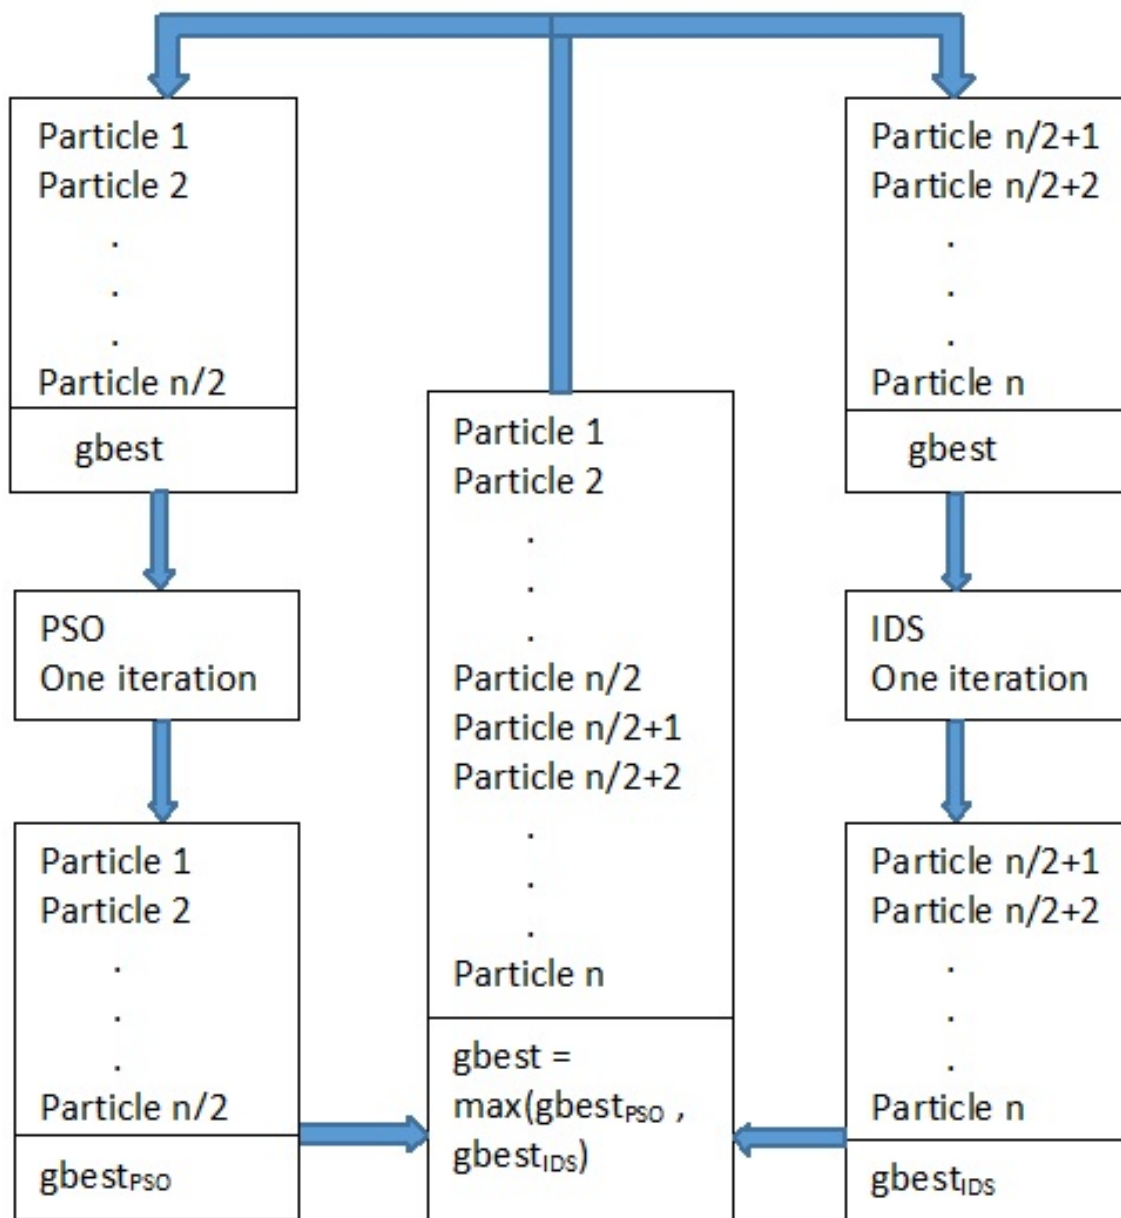 Particle 1
Particle 2
.
.
.
Particle n/2
gbest
PSO
One iteration
Particle 1
Particle 2
.
.
.
Particle n/2
gbestPSO
Particle 1
Particle 2
.
.
.
Particle n/2
Particle n/2+1
Particle n/2+2
.
.
.
Particle n
gbest =
max(gbestPSO ,
gbestIDS)
Particle n/2+1
Particle n/2+2
.
.
.
Particle n
gbest
IDS
One iteration
Particle n/2+1
Particle n/2+2
.
.
.
Particle n
gbestIDS